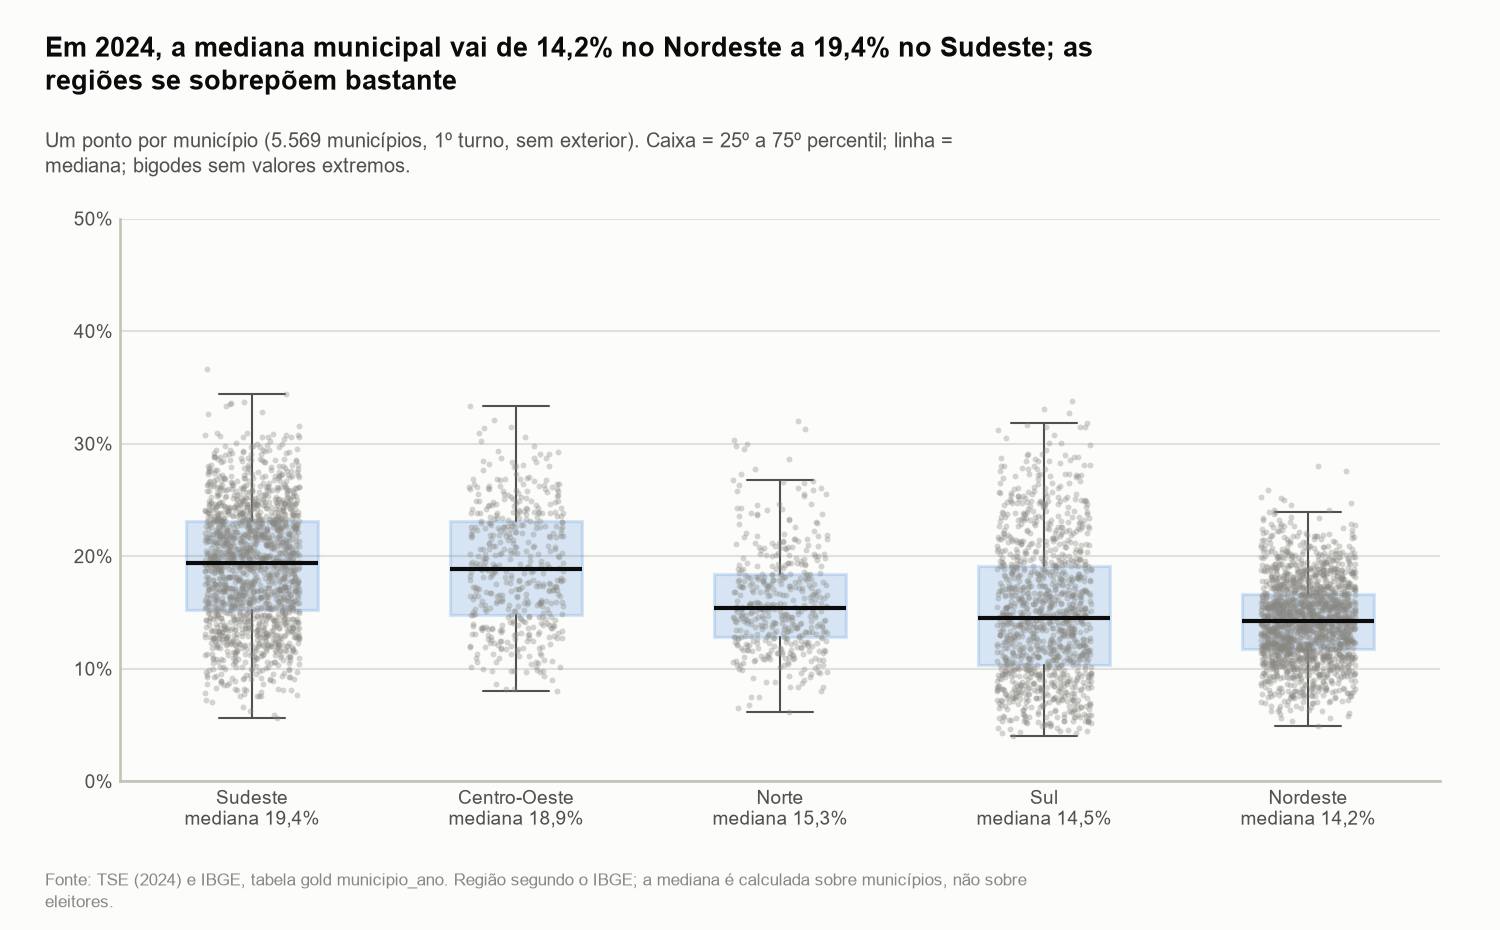 Em 2024, a mediana municipal vai de 14,2% no Nordeste a 19,4% no Sudeste; as
regiões se sobrepõem bastante
Um ponto por município (5.569 municípios, 1º turno, sem exterior). Caixa = 25º a 75º percentil; linha =
mediana; bigodes sem valores extremos.
50%
40%
30%
20%
10%
0%
Sudeste
mediana 19,4%
Centro-Oeste
mediana 18,9%
Norte
mediana 15,3%
Sul
mediana 14,5%
Nordeste
mediana 14,2%
Fonte: TSE (2024) e IBGE, tabela gold municipio_ano. Região segundo o IBGE; a mediana é calculada sobre municípios, não sobre
eleitores.